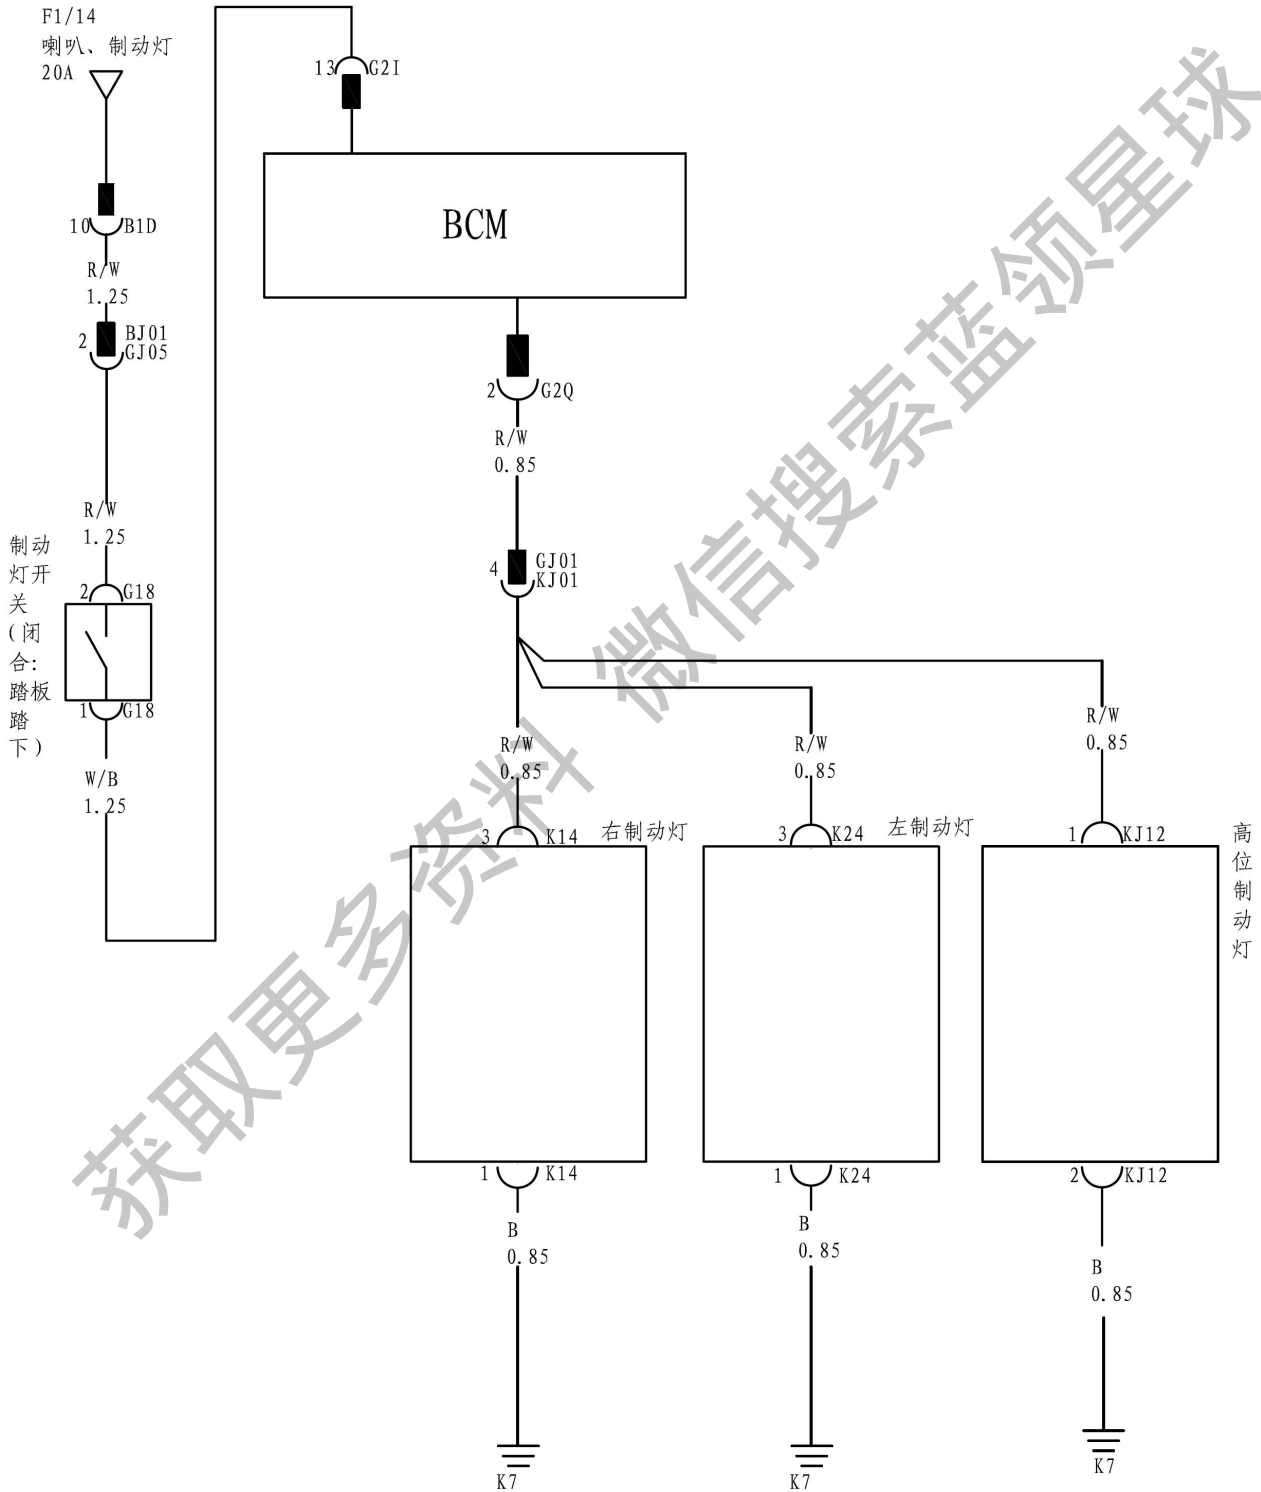 F1/14
喇叭、制动灯
20A
13 G2I
BCM
10 B1D
R/W
1.25
2 BJ01
GJ05
2 G2Q
R/W
0.85
R/W
1.25
制动
灯开
关
(闭
合:
踏板
踏
下)
2 G18
1 G18
W/B
1.25
4 GJ01
KJ01
R/W
0.85
R/W
0.85
R/W
0.85
3 K14 右制动灯
3 K24 左制动灯
1 KJ12
高
位
制
动
灯
1 K14
1 K24
2 KJ12
B
0.85
B
0.85
B
0.85
K7
K7
K7
获取更多资料 微信搜索蓝领星球